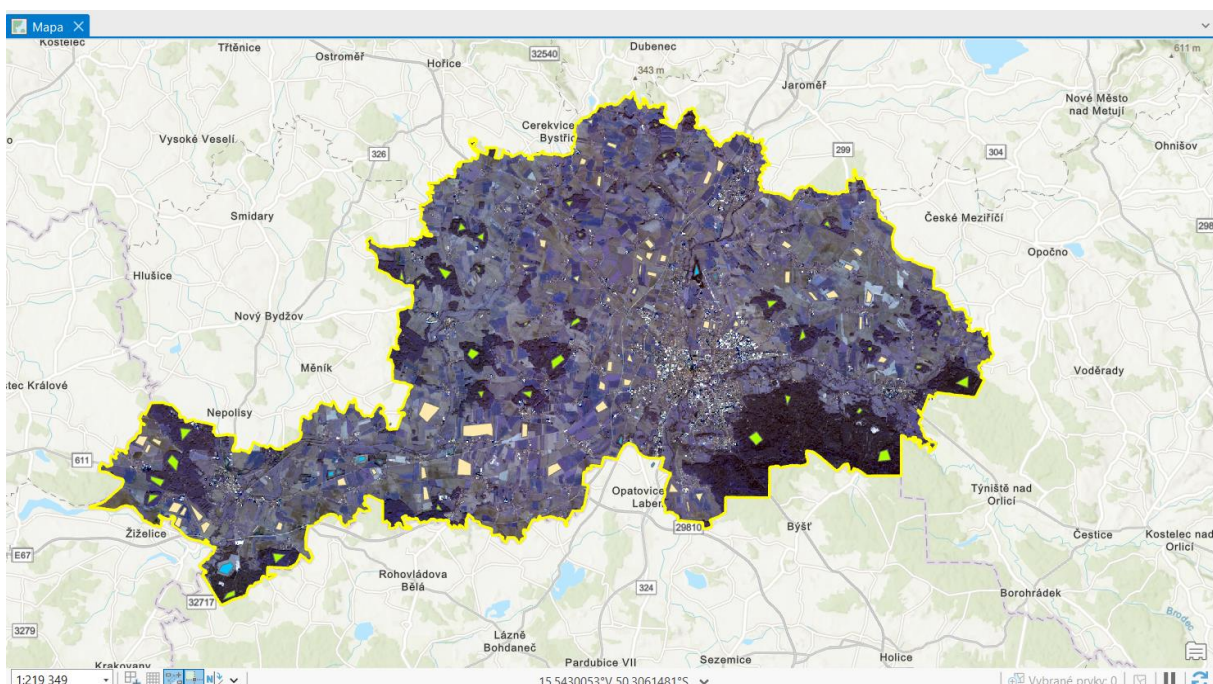 Mapa
Kostelec
Třtěnice
Ostroměř
Hořice
32540
Dubenec
343 m
611 m
Jaroměř
Nové Město
nad Metují
Vysoké Veselí
326
Cerekvice
Bystřic
299
304
Ohnišov
Smidary
České Meziříčí
298
Opočno
Hlušice
Nový Bydžov
Měník
Voděrady
stec Králové
Nepolisy
611
Týniště nad
Orlicí
Opatovice
Labem
29810
Býšť
Čestice
Kostelec nad
Orlicí
Žiželice
E67
Rohovládova
Bělá
324
Borohrádek
32717
Brodec
3279
Lázně
Bohdaneč
Krakovany
Pardubice VII
Sezemice
Holice
1:219 349
15,5430053°V 50,3061481°S
Vybrané prvky: 0